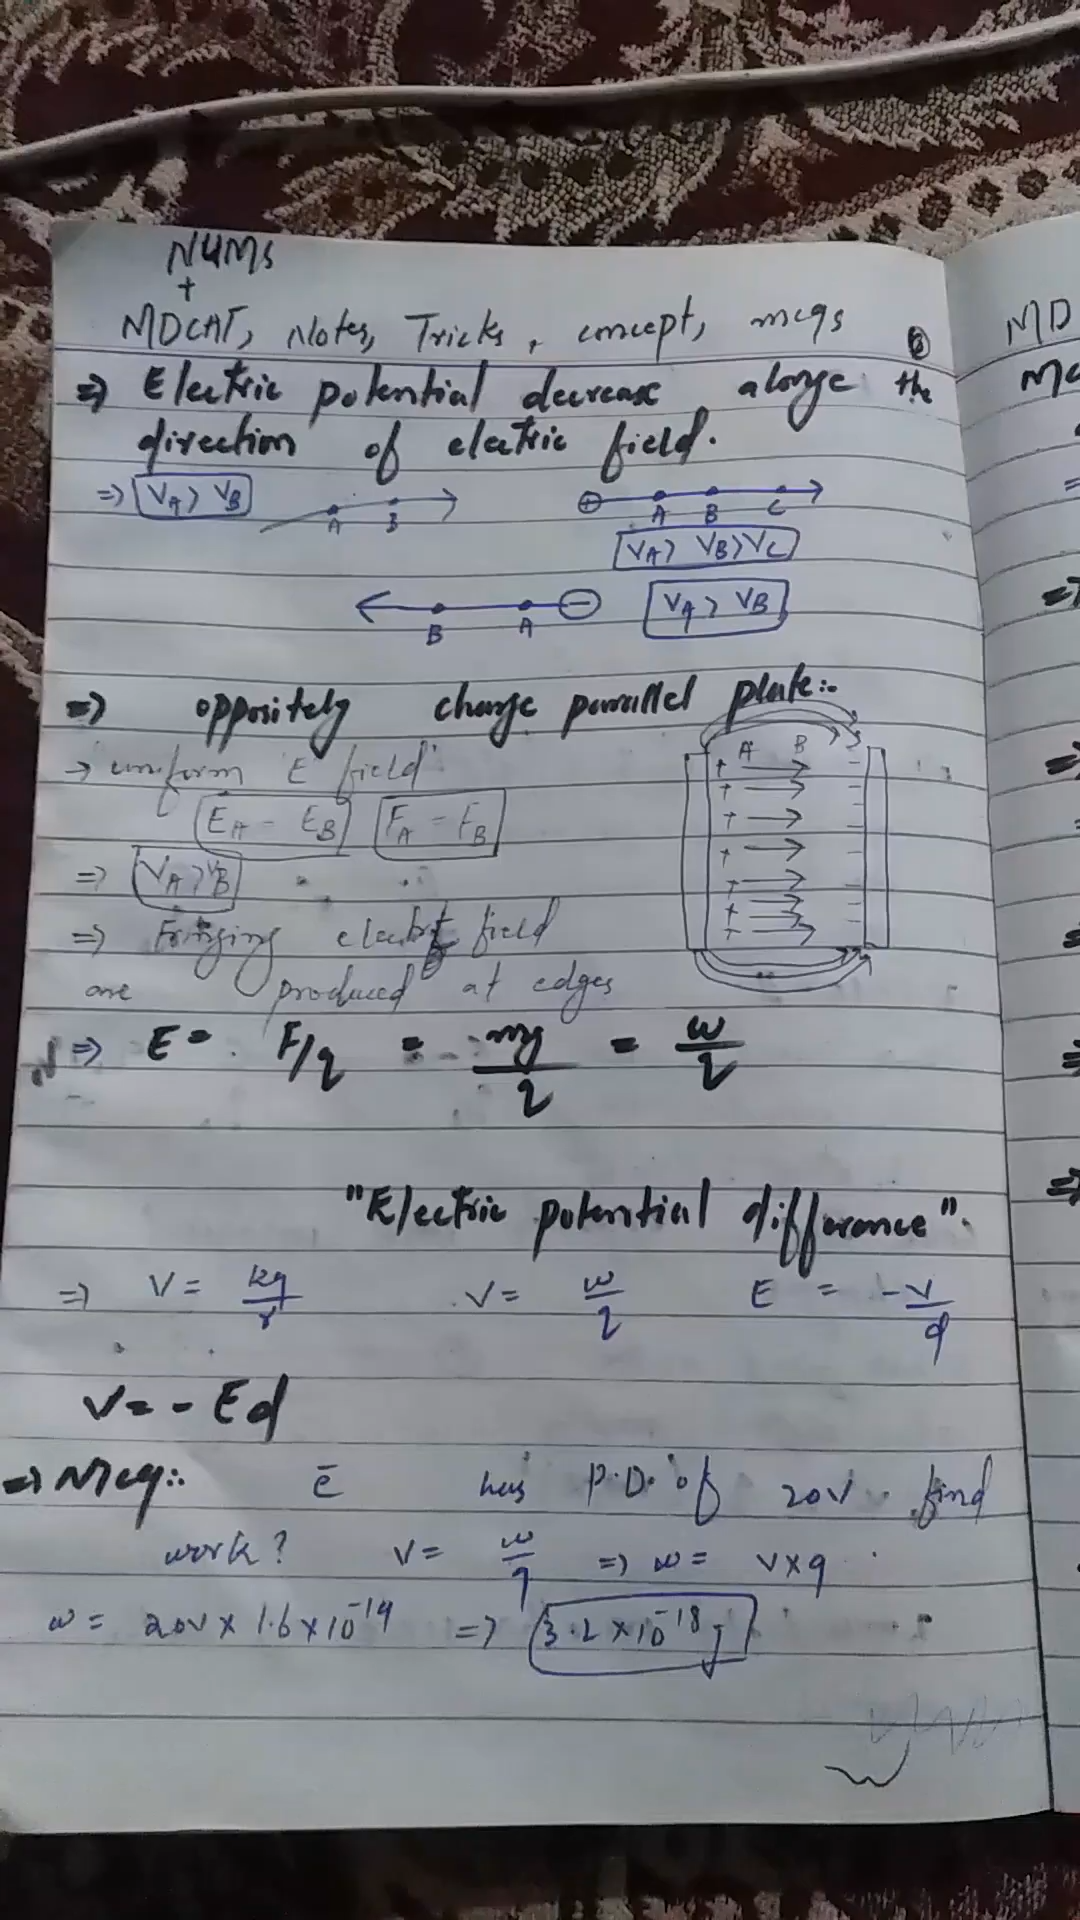 NUMS
+
MDCAT, Notes, Tricks, concept, mcqs
⇒ Electric potential decrease alonge the
direction of electric field.
⇒ VA > VB
A B
+ A B C
VA > VB > VC
B A −
VA > VB
⇒ oppositely charge parallel plate:-
→ uniform E field
EA = EB FA = FB
A B
⇒ VA > VB
⇒ Fringing electric field
are produced at edges
⇒ E = F/q = mg/q = w/q
"Electric potential difference".
⇒ V = kq/r V = w/q E = -v/d
V = - Ed
⇒ Mcq:. ē has P.D. of 20V. find
work? V = w/q ⇒ w = V×q
w = 20V × 1.6×10⁻¹⁹ ⇒ 3.2×10⁻¹⁸J
MD